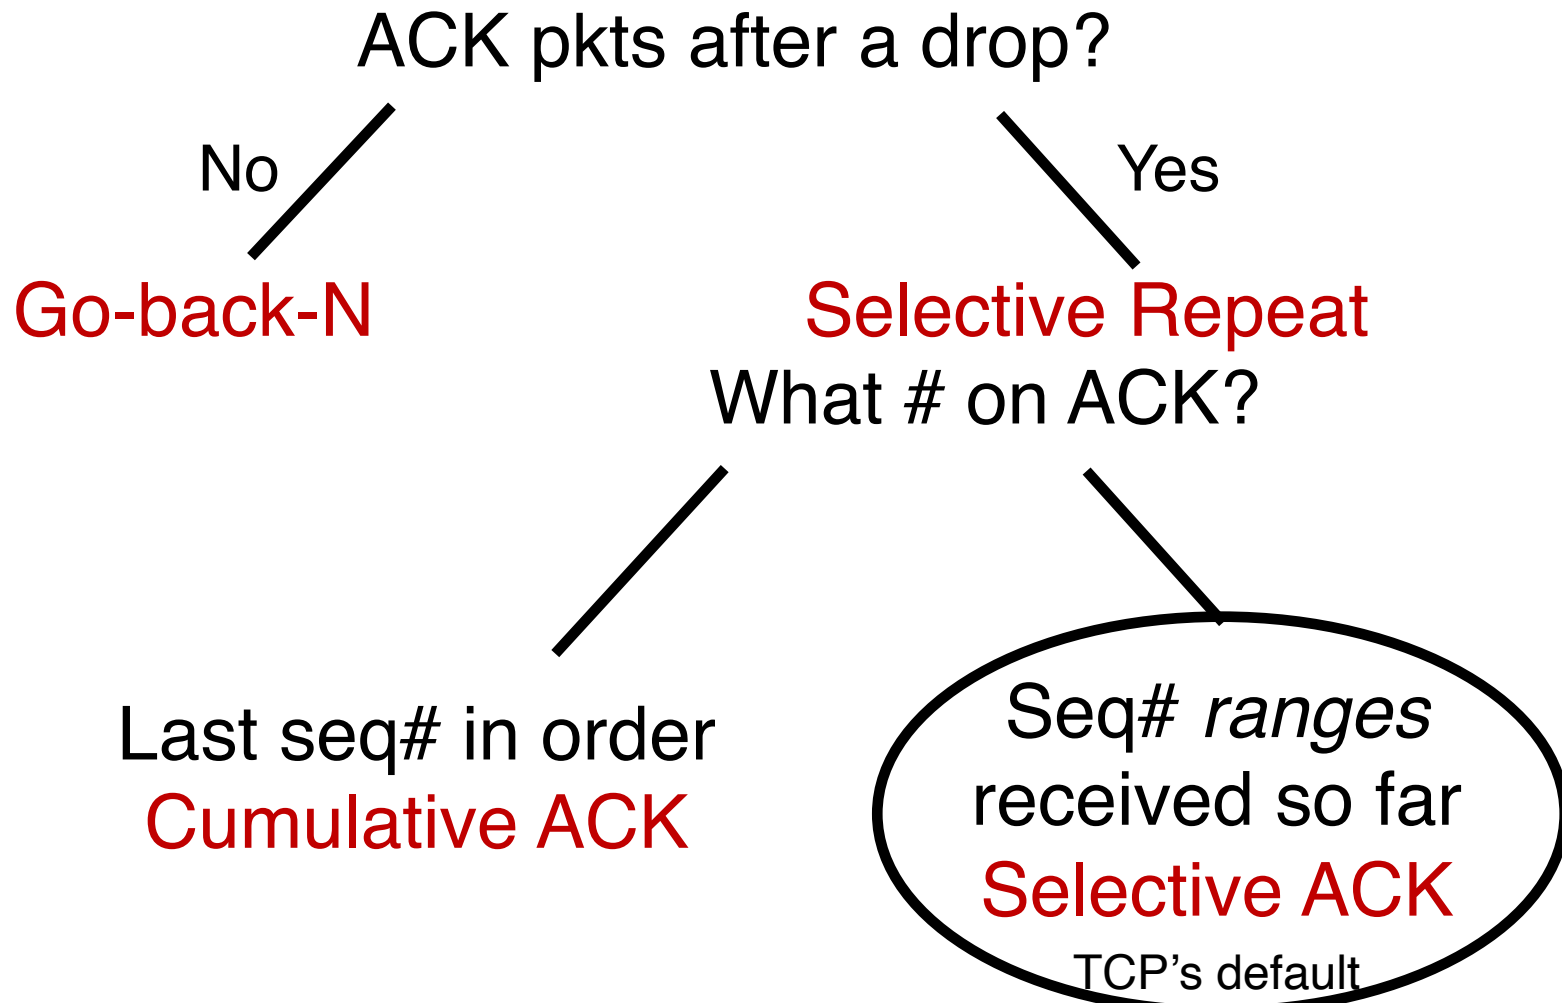 ACK pkts after a drop?
No
Yes
Go-back-N
Selective Repeat
What # on ACK?
Last seq# in order
Cumulative ACK
Seq# ranges
received so far
Selective ACK
TCP’s default